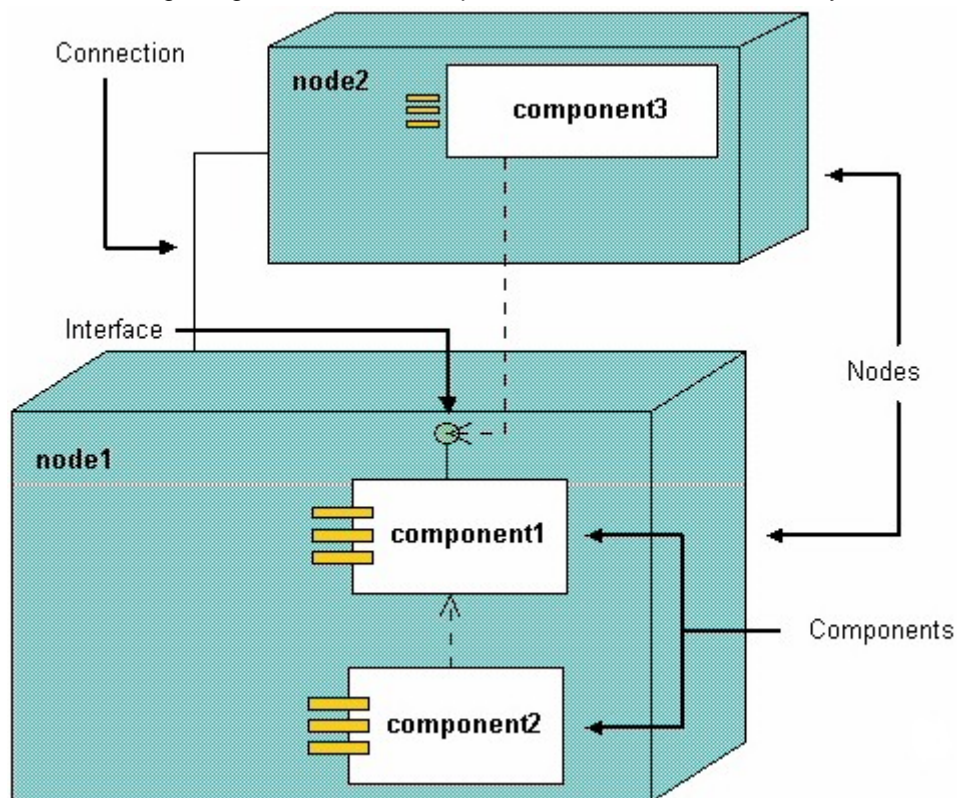 Connection
node2
component3
Interface
Nodes
node1
component1
Components
component2